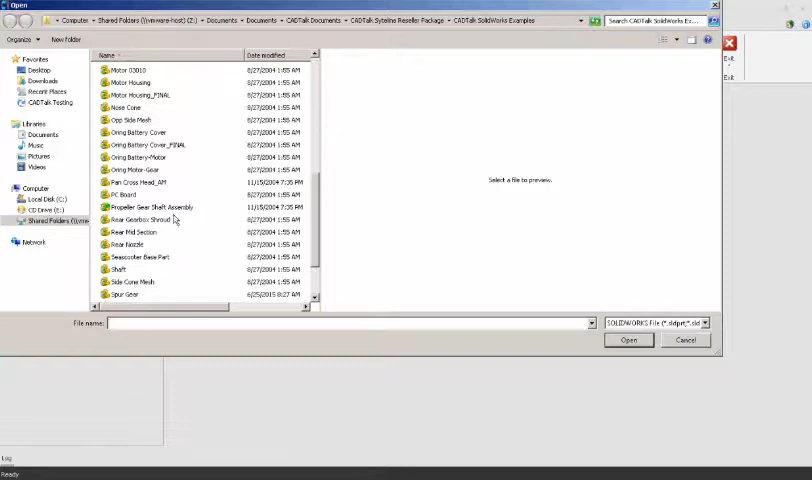 Open
Computer ▸ Shared Folders (\\vmware-host) (Z:) ▸ Documents ▸ Documents ▸ CADTalk Documents ▸ CADTalk Syteline Reseller Package ▸ CADTalk SolidWorks Examples
Search CADTalk SolidWorks Ex...
Organize
New folder
Exit
Exit
Name
Date modified
Select a file to preview.
Favorites
Desktop
Downloads
Recent Places
CADTalk Testing
Libraries
Documents
Music
Pictures
Videos
Computer
Local Disk (C:)
CD Drive (E:)
Shared Folders (\\vmw
Network
Motor 03010 8/27/2004 1:55 AM
Motor Housing 8/27/2004 1:55 AM
Motor Housing_FINAL 8/27/2004 1:55 AM
Nose Cone 8/27/2004 1:55 AM
Opp Side Mesh 8/27/2004 1:55 AM
Oring Battery Cover 8/27/2004 1:55 AM
Oring Battery Cover_FINAL 8/27/2004 1:55 AM
Oring Battery-Motor 8/27/2004 1:55 AM
Oring Motor-Gear 8/27/2004 1:55 AM
Pan Cross Head_AM 11/15/2004 7:35 PM
PC Board 8/27/2004 1:55 AM
Propeller Gear Shaft Assembly 11/15/2004 7:35 PM
Rear Gearbox Shroud 8/27/2004 1:55 AM
Rear Mid Section 8/27/2004 1:55 AM
Rear Nozzle 8/27/2004 1:55 AM
Seascooter Base Part 8/27/2004 1:55 AM
Shaft 8/27/2004 1:55 AM
Side Cone Mesh 8/27/2004 1:55 AM
Spur Gear 6/25/2015 8:27 AM
File name:
SOLIDWORKS File (*.sldprt;*.sld
Open
Cancel
Log
Ready